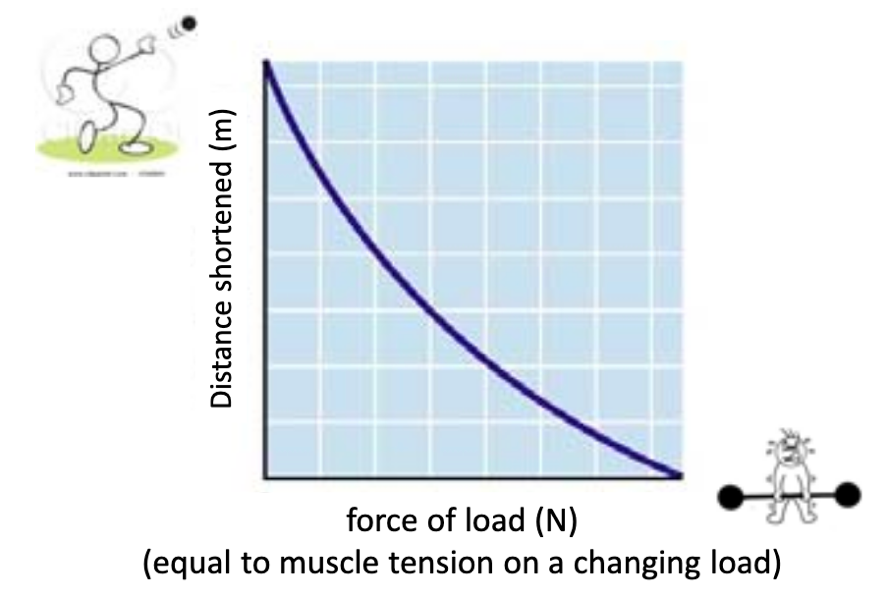 Distance shortened (m)
force of load (N)
(equal to muscle tension on a changing load)